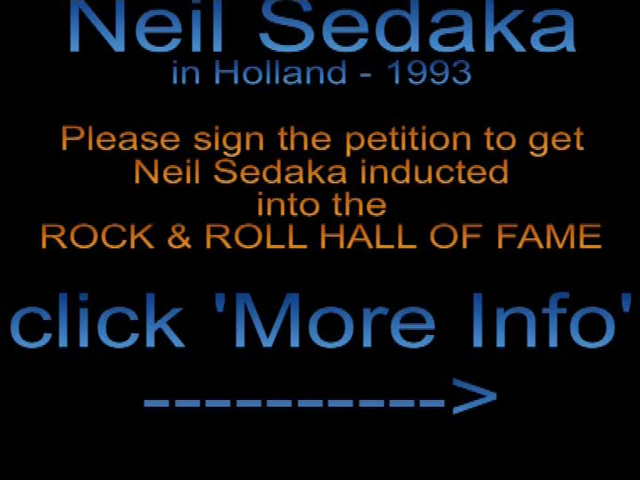 Neil Sedaka
in Holland - 1993
Please sign the petition to get
Neil Sedaka inducted
into the
ROCK & ROLL HALL OF FAME
click 'More Info'
---------->